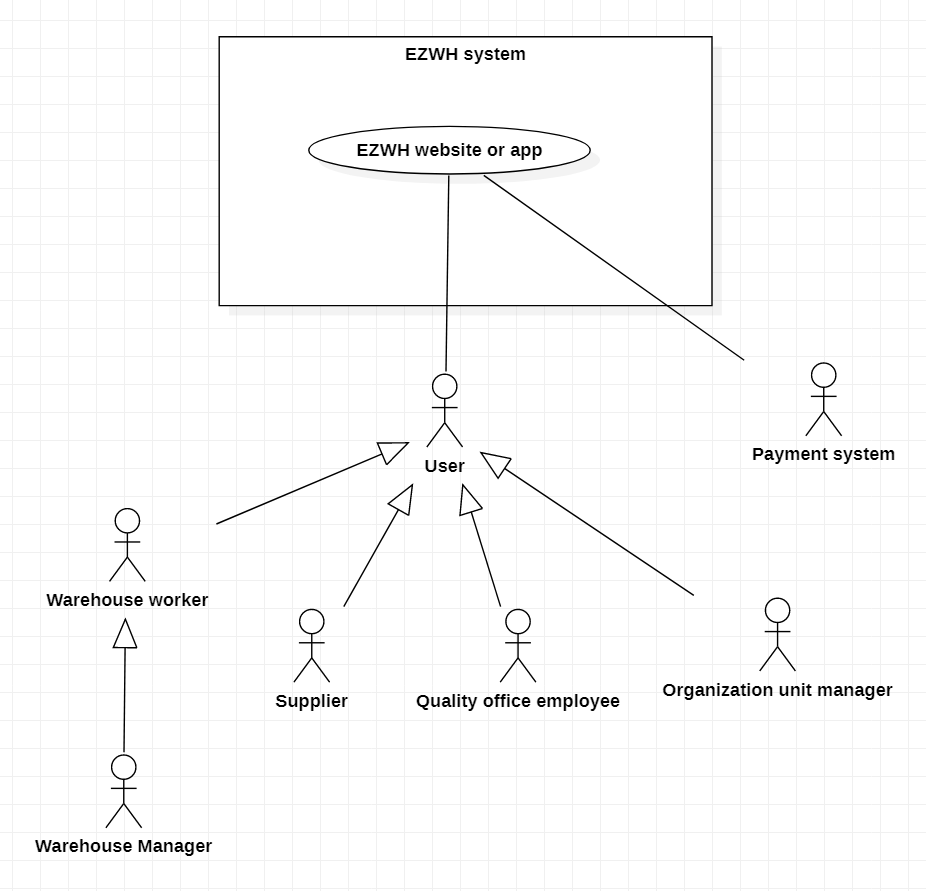 EZWH system
EZWH website or app
User
Payment system
Warehouse worker
Supplier
Quality office employee
Organization unit manager
Warehouse Manager